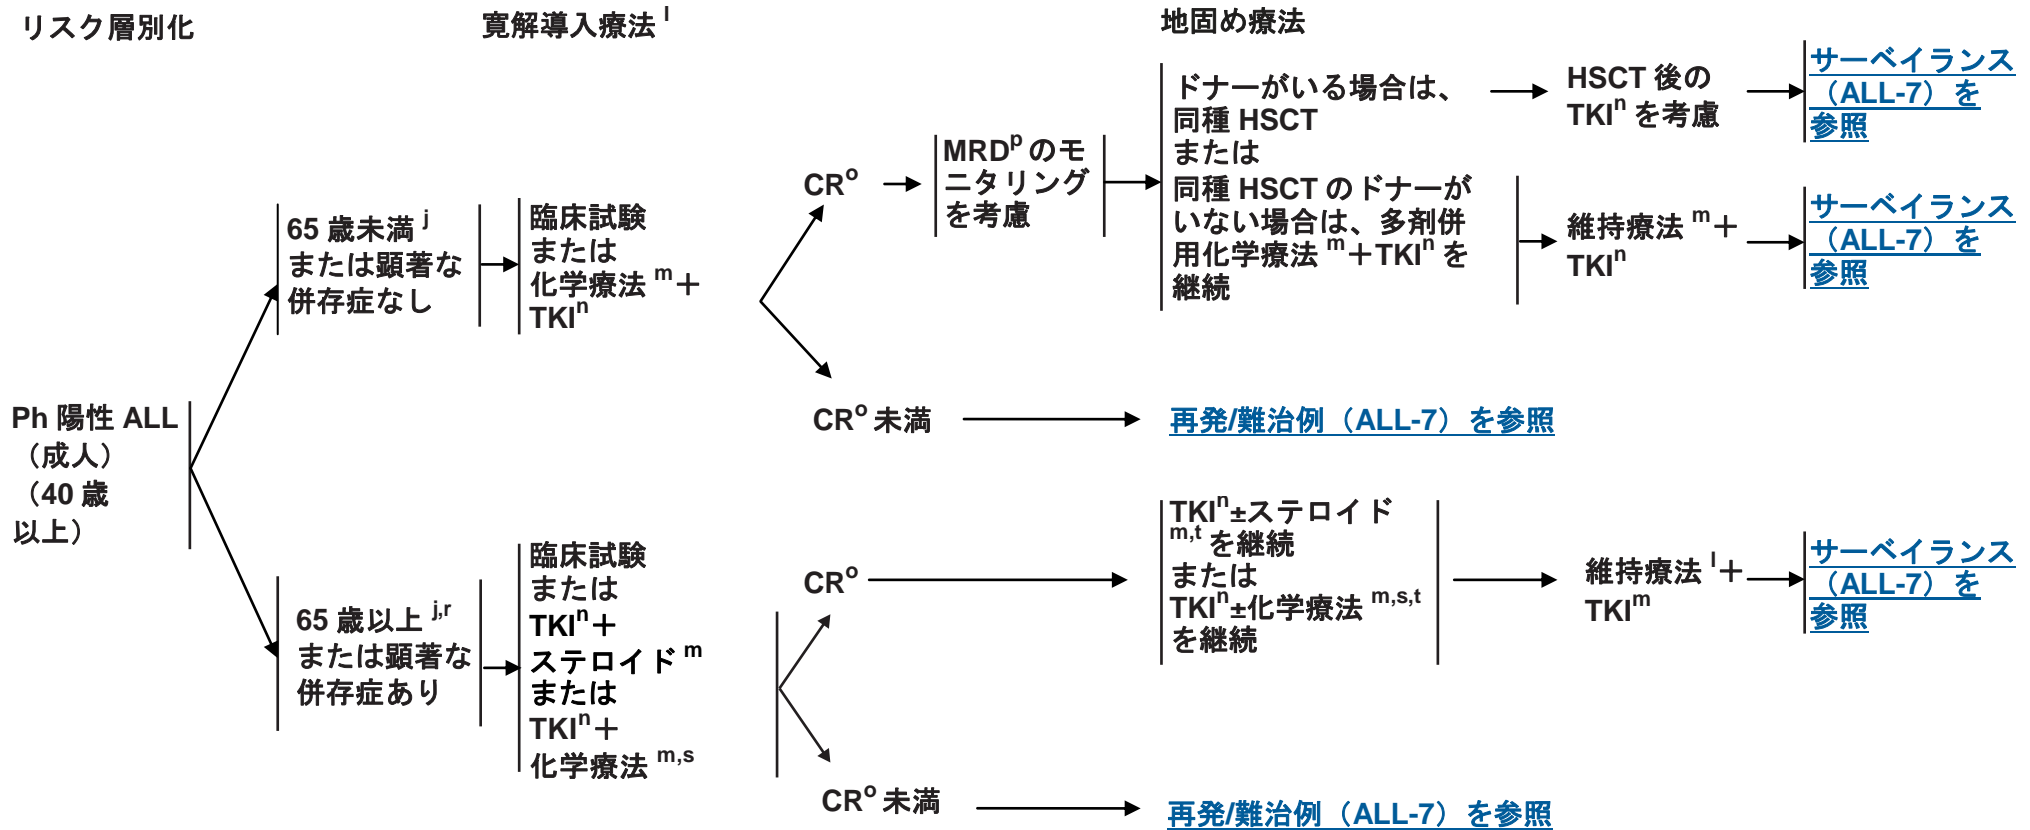 リスク層別化
寛解導入療法 l
地固め療法
Ph 陽性 ALL
（成人）
（40 歳
以上）
65 歳未満 j
または顕著な
併存症なし
臨床試験
または
化学療法 m＋
TKIn
CRo
MRDp のモ
ニタリング
を考慮
ドナーがいる場合は、
同種 HSCT
または
同種 HSCT のドナーが
いない場合は、多剤併
用化学療法 m＋TKIn を
継続
HSCT 後の
TKIn を考慮
サーベイランス
（ALL-7）を
参照
維持療法 m＋
TKIn
サーベイランス
（ALL-7）を
参照
CRo 未満
再発/難治例（ALL-7）を参照
65 歳以上 j,r
または顕著な
併存症あり
臨床試験
または
TKIn＋
ステロイド m
または
TKIn＋
化学療法 m,s
CRo
TKIn±ステロイド
m,t を継続
または
TKIn±化学療法 m,s,t
を継続
維持療法 l＋
TKIm
サーベイランス
（ALL-7）を
参照
CRo 未満
再発/難治例（ALL-7）を参照